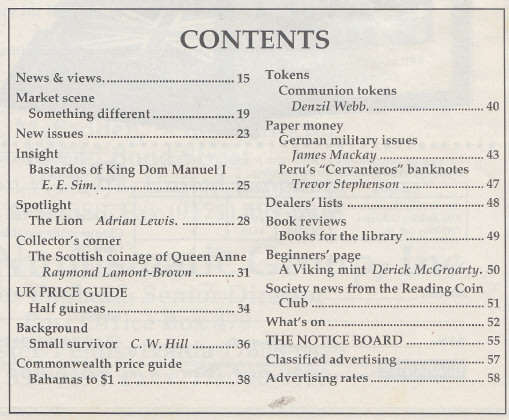 CONTENTS
News & views. ........................... 15
Market scene
Something different ................. 19
New issues ............................... 23
Insight
Bastardos of King Dom Manuel I
E. E. Sim. ................................ 25
Spotlight
The Lion Adrian Lewis. ............. 28
Collector's corner
The Scottish coinage of Queen Anne
Raymond Lamont-Brown .......... 31
UK PRICE GUIDE
Half guineas ............................. 34
Background
Small survivor C. W. Hill ............ 36
Commonwealth price guide
Bahamas to $1 ......................... 38
Tokens
Communion tokens
Denzil Webb. ........................... 40
Paper money
German military issues
James Mackay ......................... 43
Peru's "Cervanteros" banknotes
Trevor Stephenson ................... 47
Dealers' lists ............................. 48
Book reviews
Books for the library ................. 49
Beginners' page
A Viking mint Derick McGroarty. 50
Society news from the Reading Coin
Club ....................................... 51
What's on ................................ 52
THE NOTICE BOARD ................. 55
Classified advertising ................ 57
Advertising rates ....................... 58